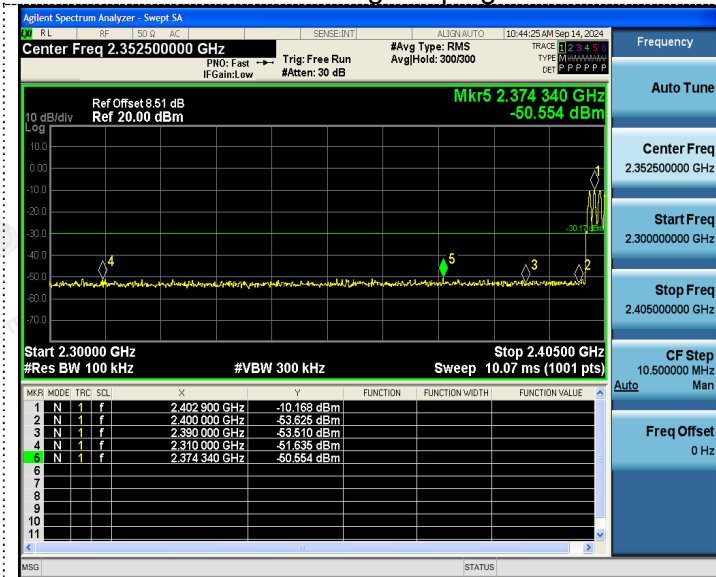 Agilent Spectrum Analyzer - Swept SA
LXI RL RF 50 Ω AC SENSE:INT ALIGN AUTO 10:44:25 AM Sep 14, 2024
Center Freq 2.352500000 GHz
PNO: Fast
IFGain:Low
Trig: Free Run
#Atten: 30 dB
#Avg Type: RMS
Avg|Hold: 300/300
TRACE 1 2 3 4 5 6
TYPE M
DET P P P P P P
Frequency
Mkr5 2.374 340 GHz
-50.554 dBm
Ref Offset 8.51 dB
10 dB/div Ref 20.00 dBm
Log
10.0
0.00
-10.0
-20.0
-30.0
-40.0
-50.0
-60.0
-70.0
1
-30.17 dBm
4
5
3
2
Start 2.30000 GHz
Stop 2.40500 GHz
#Res BW 100 kHz #VBW 300 kHz Sweep 10.07 ms (1001 pts)
MKR MODE TRC SCL X Y FUNCTION FUNCTION WIDTH FUNCTION VALUE
1 N 1 f 2.402 900 GHz -10.168 dBm
2 N 1 f 2.400 000 GHz -53.625 dBm
3 N 1 f 2.390 000 GHz -53.510 dBm
4 N 1 f 2.310 000 GHz -51.635 dBm
5 N 1 f 2.374 340 GHz -50.554 dBm
6
7
8
9
10
11
MSG STATUS
Auto Tune
Center Freq
2.352500000 GHz
Start Freq
2.300000000 GHz
Stop Freq
2.405000000 GHz
CF Step
10.500000 MHz
Auto Man
Freq Offset
0 Hz